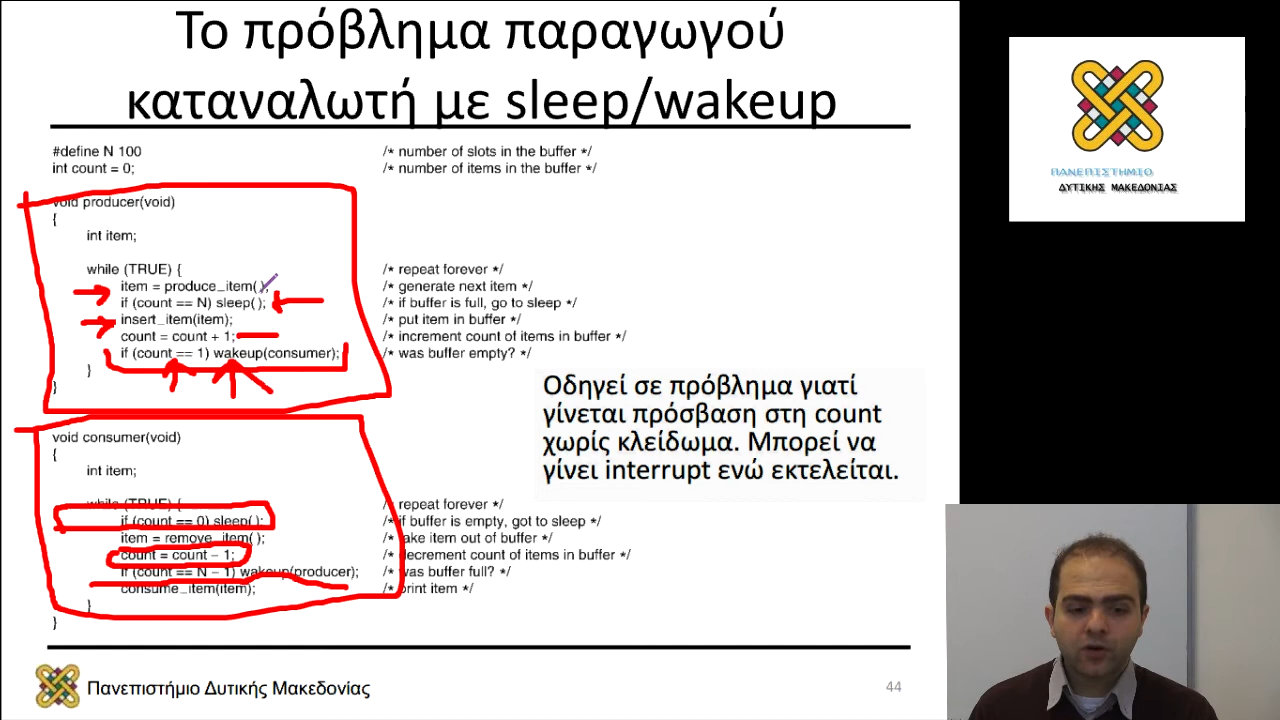 Το πρόβλημα παραγωγού
καταναλωτή με sleep/wakeup
#define N 100 /* number of slots in the buffer */
int count = 0; /* number of items in the buffer */
void producer(void)
{
int item;
while (TRUE) { /* repeat forever */
item = produce_item( ); /* generate next item */
if (count == N) sleep( ); /* if buffer is full, go to sleep */
insert_item(item); /* put item in buffer */
count = count + 1; /* increment count of items in buffer */
if (count == 1) wakeup(consumer); /* was buffer empty? */
}
}
Οδηγεί σε πρόβλημα γιατί
γίνεται πρόσβαση στη count
χωρίς κλείδωμα. Μπορεί να
γίνει interrupt ενώ εκτελείται.
void consumer(void)
{
int item;
while (TRUE) { /* repeat forever */
if (count == 0) sleep( ); /* if buffer is empty, got to sleep */
item = remove_item( ); /* take item out of buffer */
count = count − 1; /* decrement count of items in buffer */
if (count == N − 1) wakeup(producer); /* was buffer full? */
consume_item(item); /* print item */
}
}
Πανεπιστήμιο Δυτικής Μακεδονίας
44
ΠΑΝΕΠΙΣΤΗΜΙΟ
ΔΥΤΙΚΗΣ ΜΑΚΕΔΟΝΙΑΣ